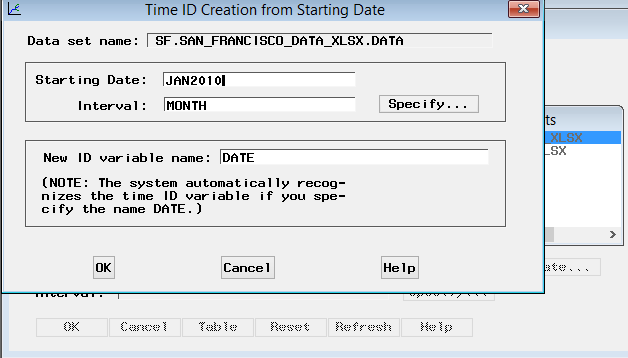 Time ID Creation from Starting Date
Data set name: SF.SAN_FRANCISCO_DATA_XLSX.DATA
Starting Date: JAN2010
Interval: MONTH Specify...
New ID variable name: DATE
(NOTE: The system automatically recog-
nizes the time ID variable if you spe-
cify the name DATE.)
OK Cancel Help
ts
XLSX
LSX
ate...
Interval:
OK Cancel Table Reset Refresh Help